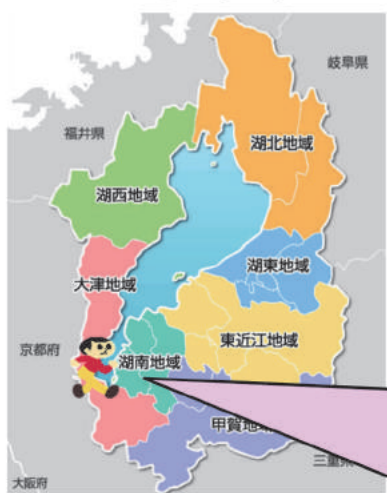 岐阜県
福井県
湖北地域
湖西地域
湖東地域
大津地域
京都府
東近江地域
湖南地域
甲賀地
三重県
大阪府